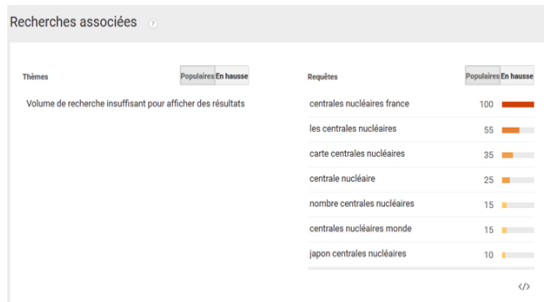 Recherches associées ?
Thèmes
Populaires En hausse
Volume de recherche insuffisant pour afficher des résultats
Requêtes
Populaires En hausse
centrales nucléaires france 100
les centrales nucléaires 55
carte centrales nucléaires 35
centrale nucléaire 25
nombre centrales nucléaires 15
centrales nucléaires monde 15
japon centrales nucléaires 10
</>